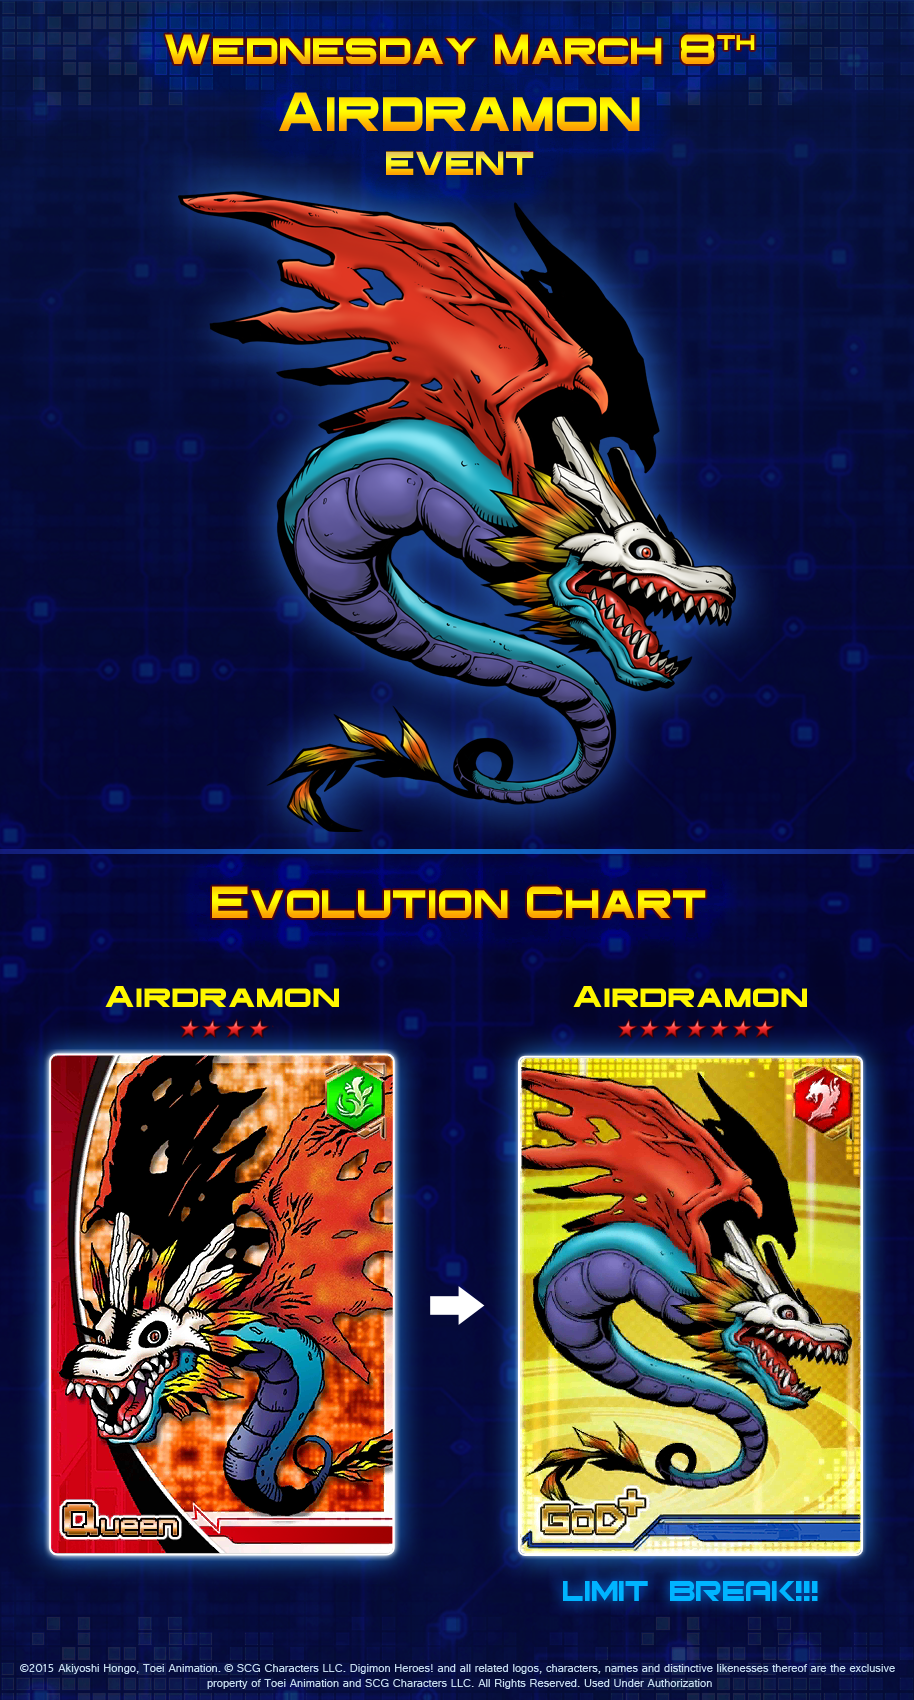 Wednesday March 8TH
Airdramon
EVENT
Evolution Chart
Airdramon
Airdramon
Queen
GoD+
LIMIT BREAK!!!
©2015 Akiyoshi Hongo, Toei Animation. © SCG Characters LLC. Digimon Heroes! and all related logos, characters, names and distinctive likenesses thereof are the exclusive
property of Toei Animation and SCG Characters LLC. All Rights Reserved. Used Under Authorization